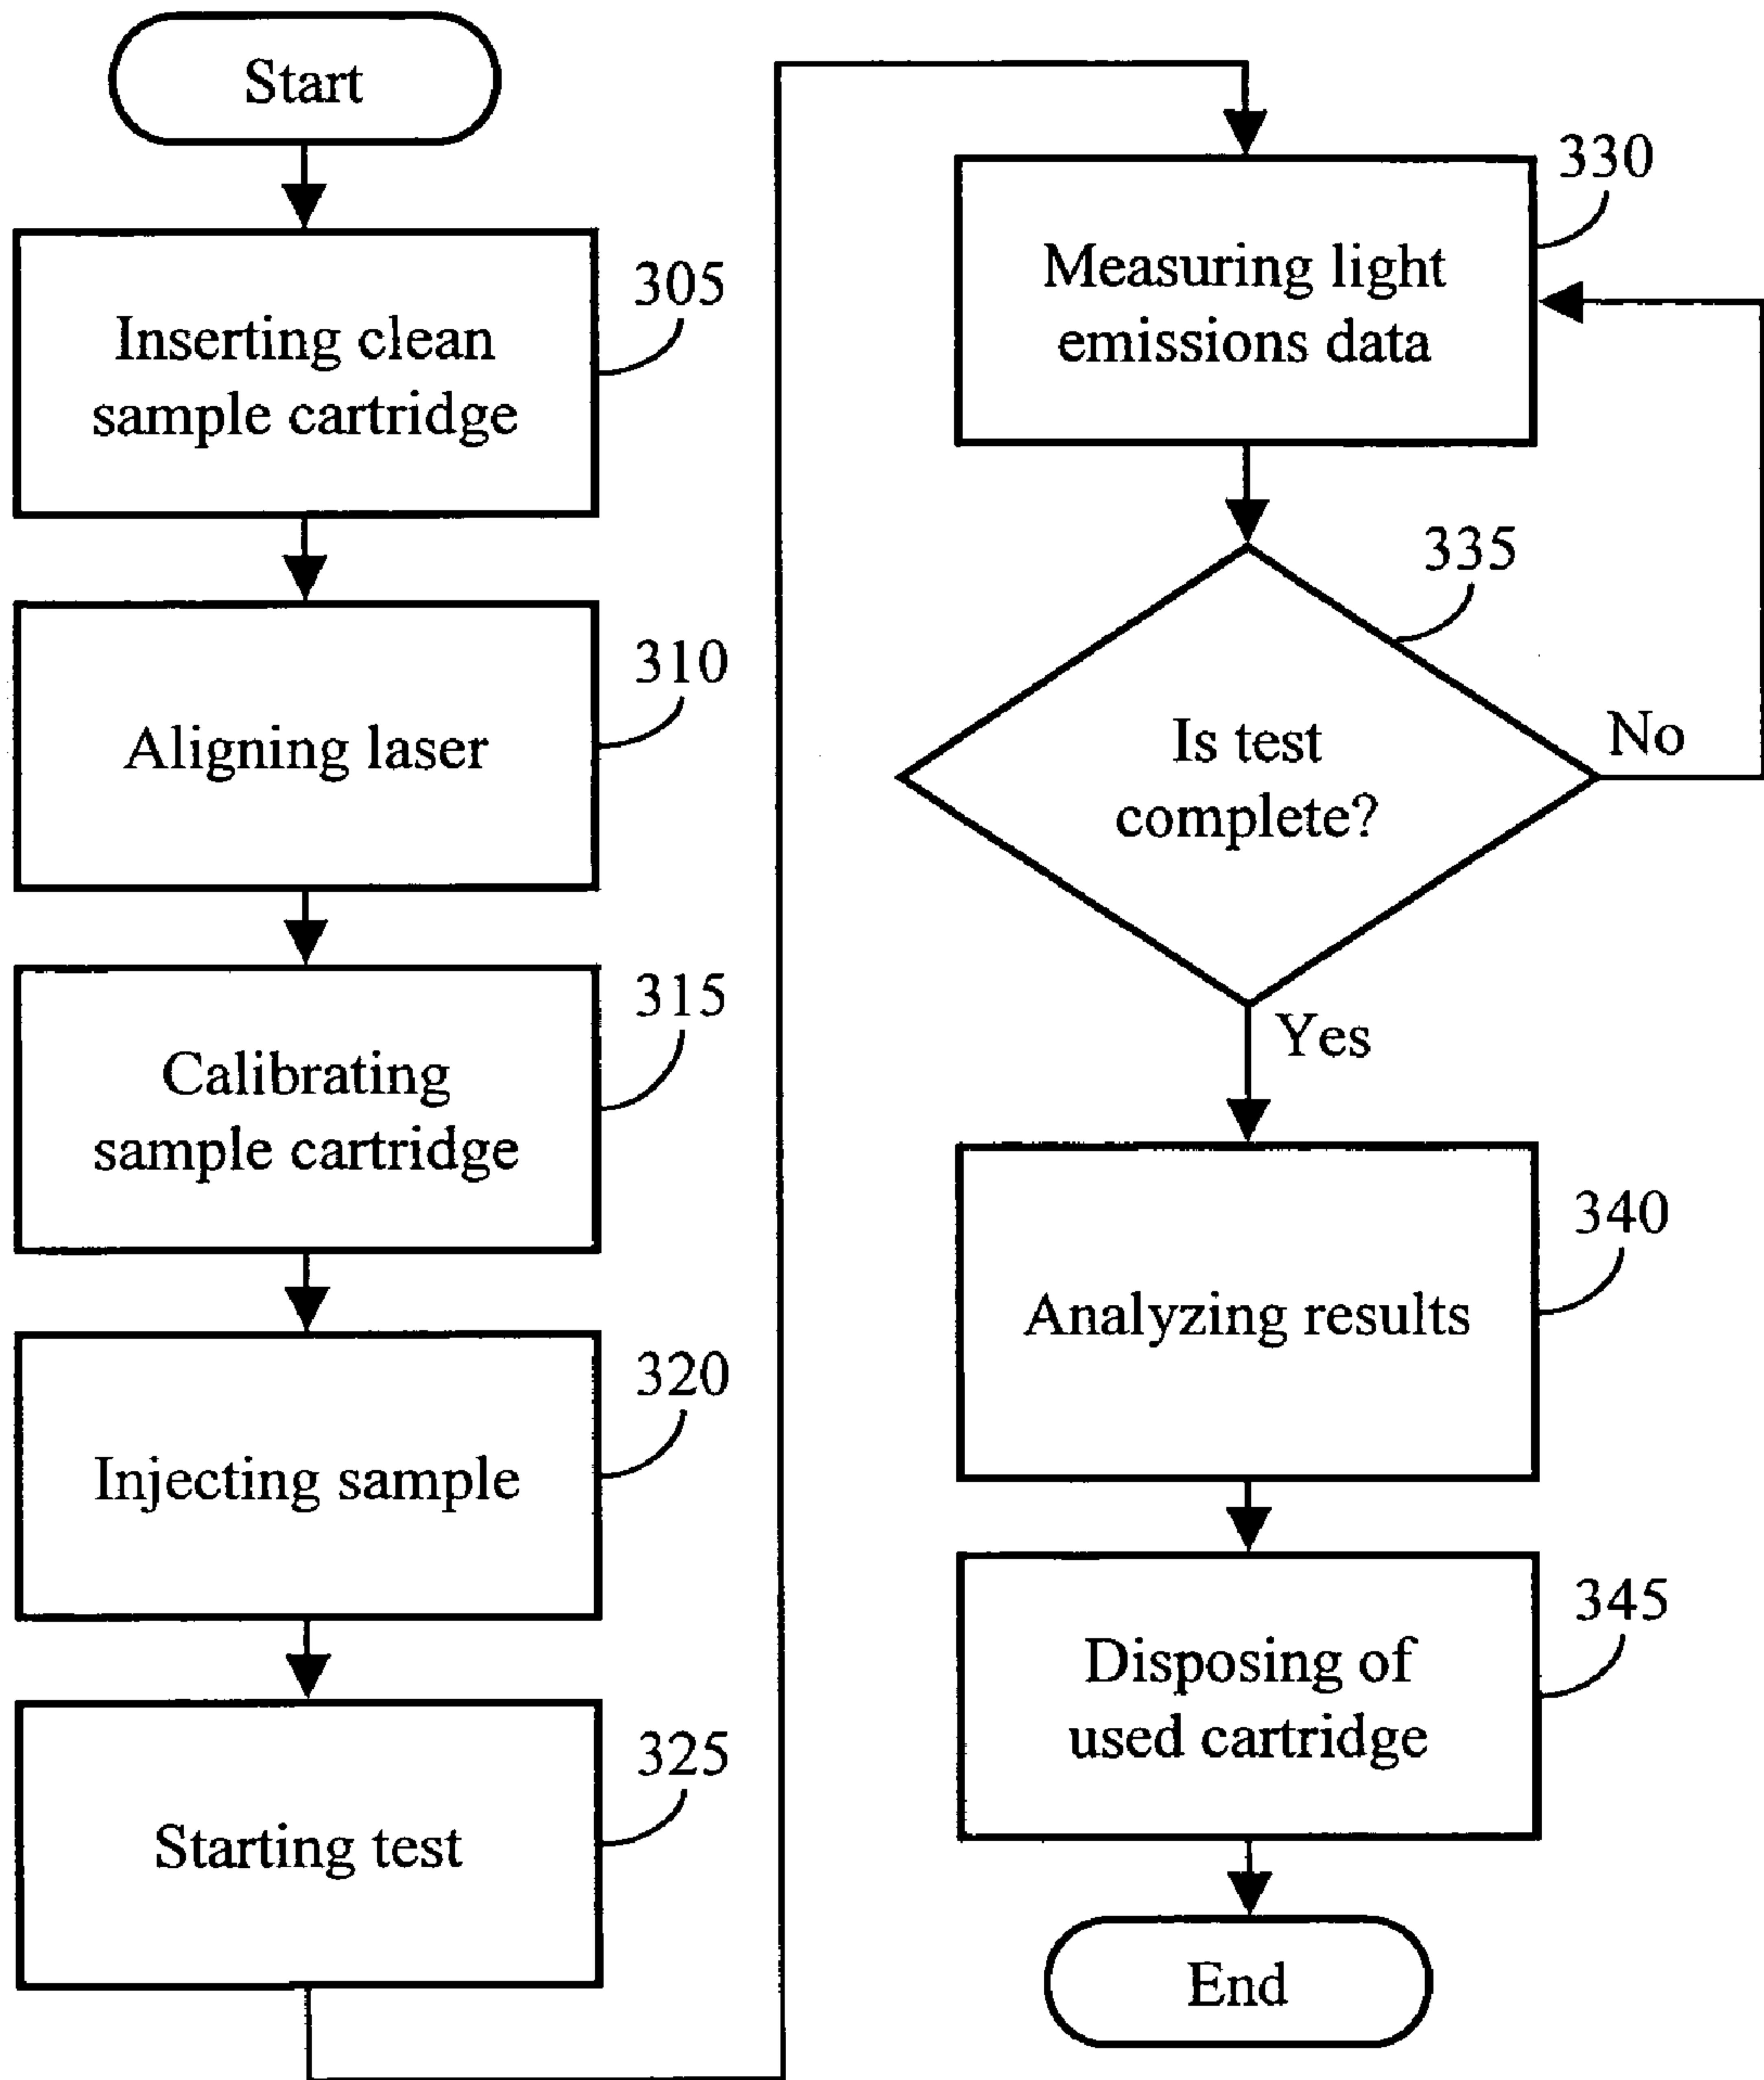 Start
305
Inserting clean
sample cartridge
310
Aligning laser
315
Calibrating
sample cartridge
320
Injecting sample
325
Starting test
330
Measuring light
emissions data
335
Is test
complete?
No
Yes
340
Analyzing results
345
Disposing of
used cartridge
End